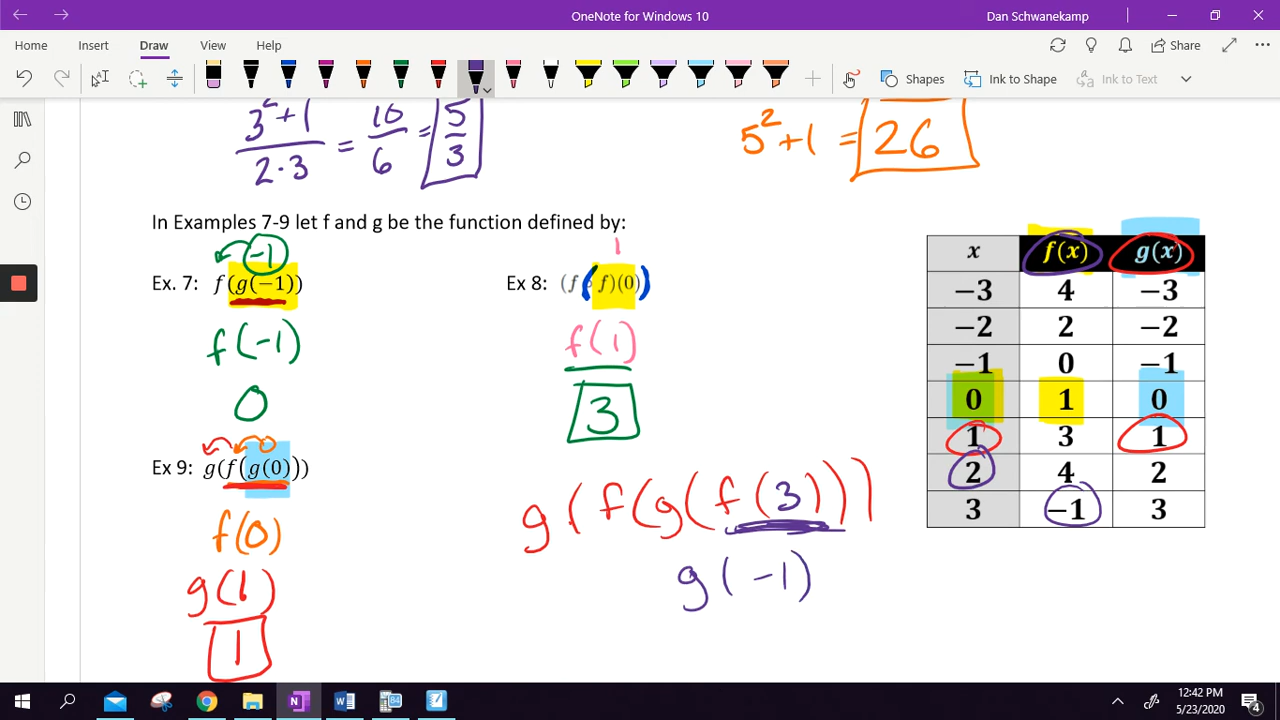 OneNote for Windows 10
Dan Schwanekamp
Home Insert Draw View Help
Share
Shapes Ink to Shape Ink to Text
3² + 1 / 2 · 3 = 10 / 6 = 5 / 3
5² + 1 = 26
In Examples 7-9 let f and g be the function defined by:
-1
1
Ex. 7: f(g(−1))
Ex 8: (f f)(0)
f(-1)
f(1)
0
3
Ex 9: g(f(g(0)))
0
g(f(g(f(3))))
f(0)
g(-1)
g(1)
1
x f(x) g(x)
−3 4 −3
−2 2 −2
−1 0 −1
0 1 0
1 3 1
2 4 2
3 −1 3
12:42 PM
5/23/2020
4